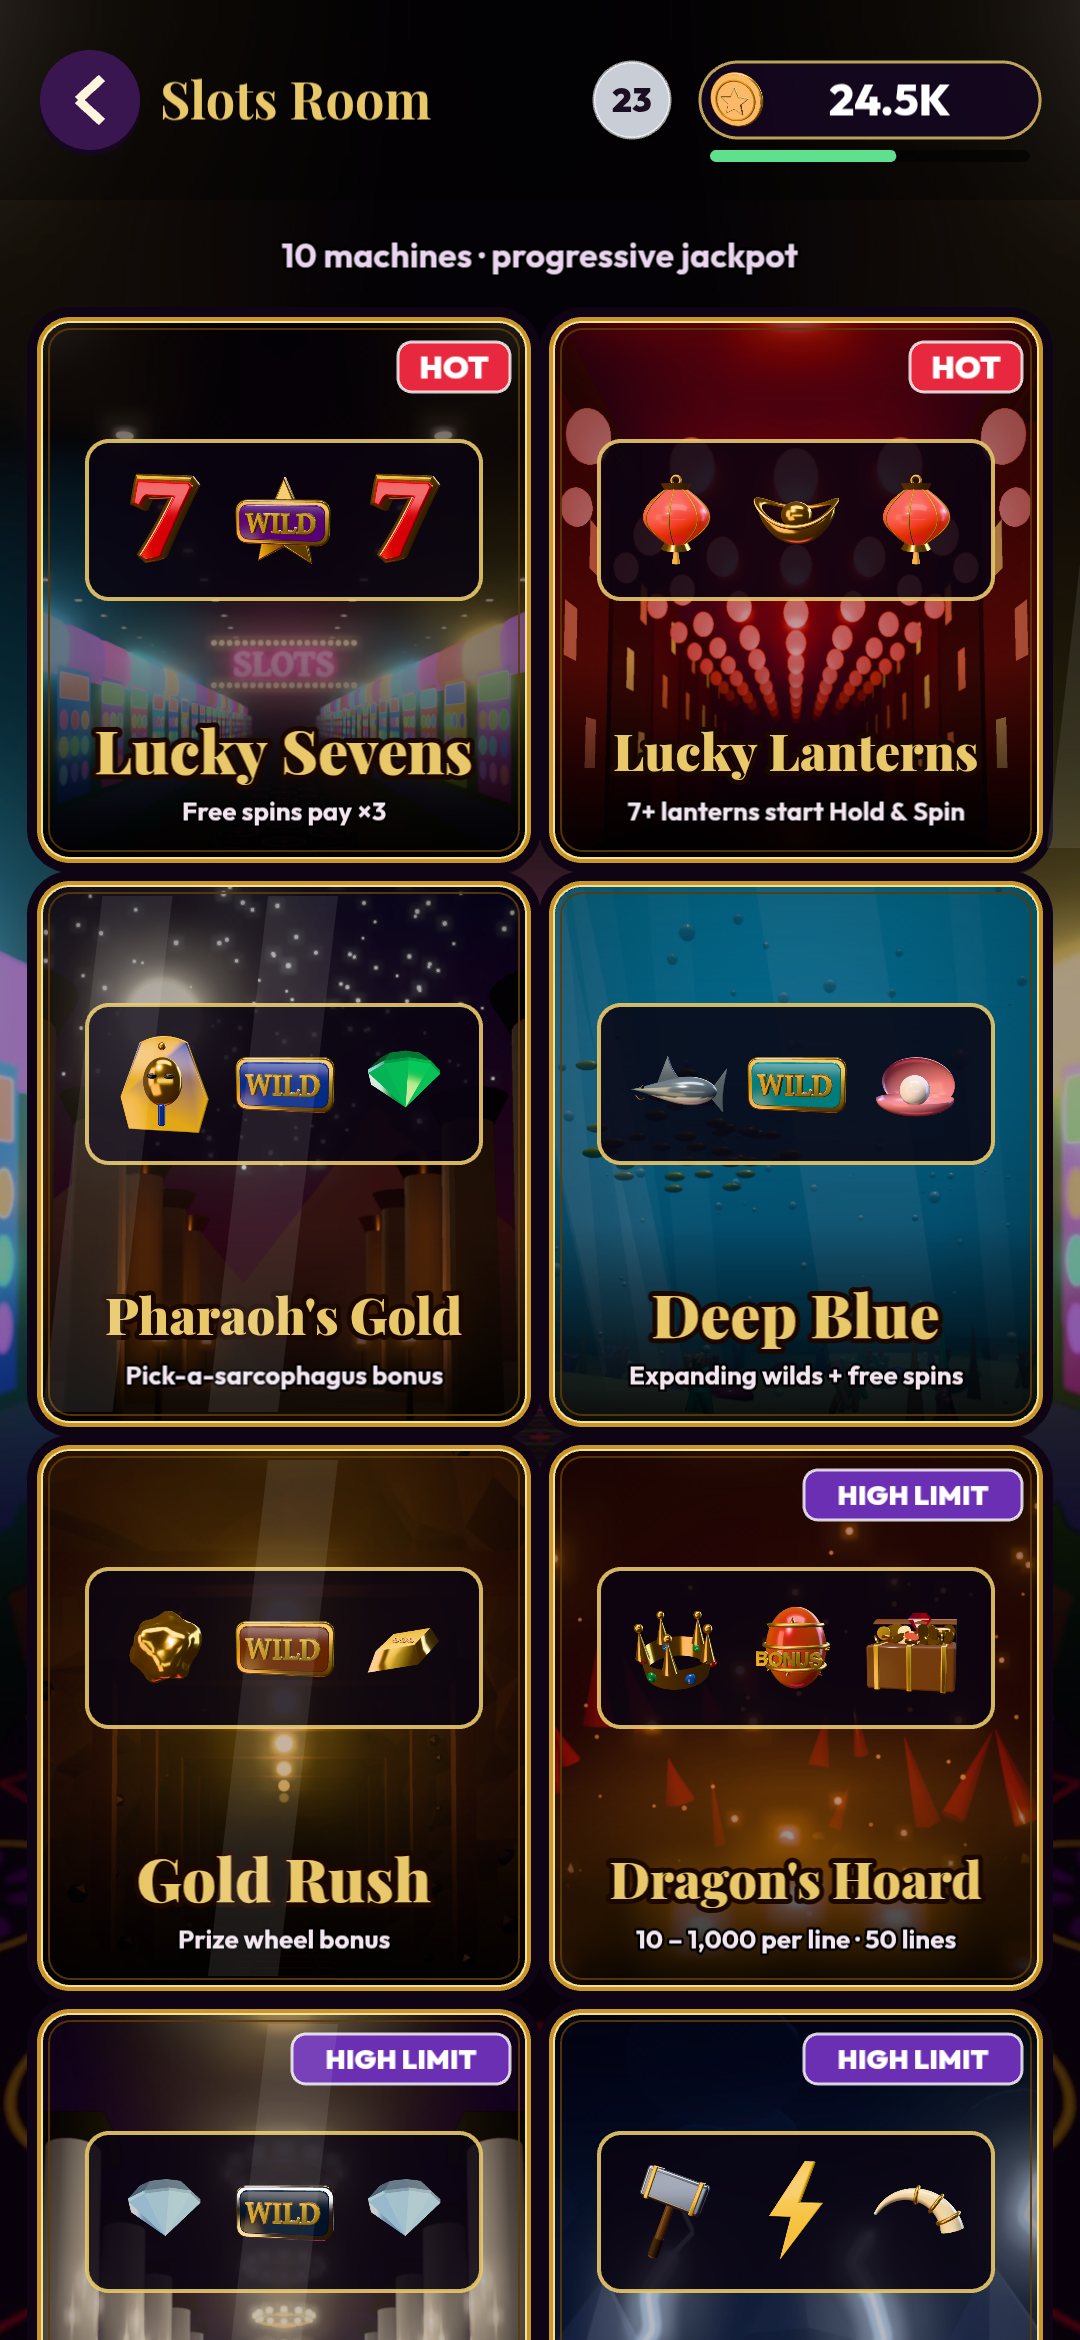 Slots Room
23
24.5K
10 machines · progressive jackpot
HOT
7 WILD 7
SLOTS
Lucky Sevens
Free spins pay ×3
HOT
Lucky Lanterns
7+ lanterns start Hold & Spin
WILD
Pharaoh's Gold
Pick-a-sarcophagus bonus
WILD
Deep Blue
Expanding wilds + free spins
WILD
Gold Rush
Prize wheel bonus
HIGH LIMIT
BONUS
Dragon's Hoard
10 – 1,000 per line · 50 lines
HIGH LIMIT
WILD
HIGH LIMIT